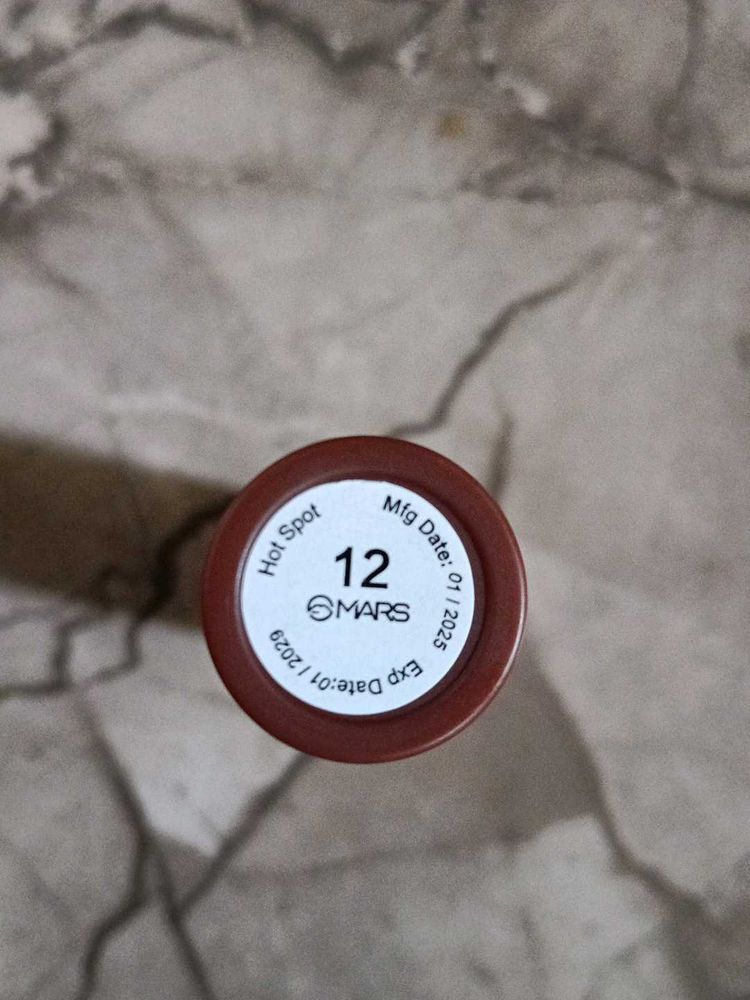 Hot Spot
12
MARS
Mfg Date: 01 / 2025
Exp Date:01 / 2029